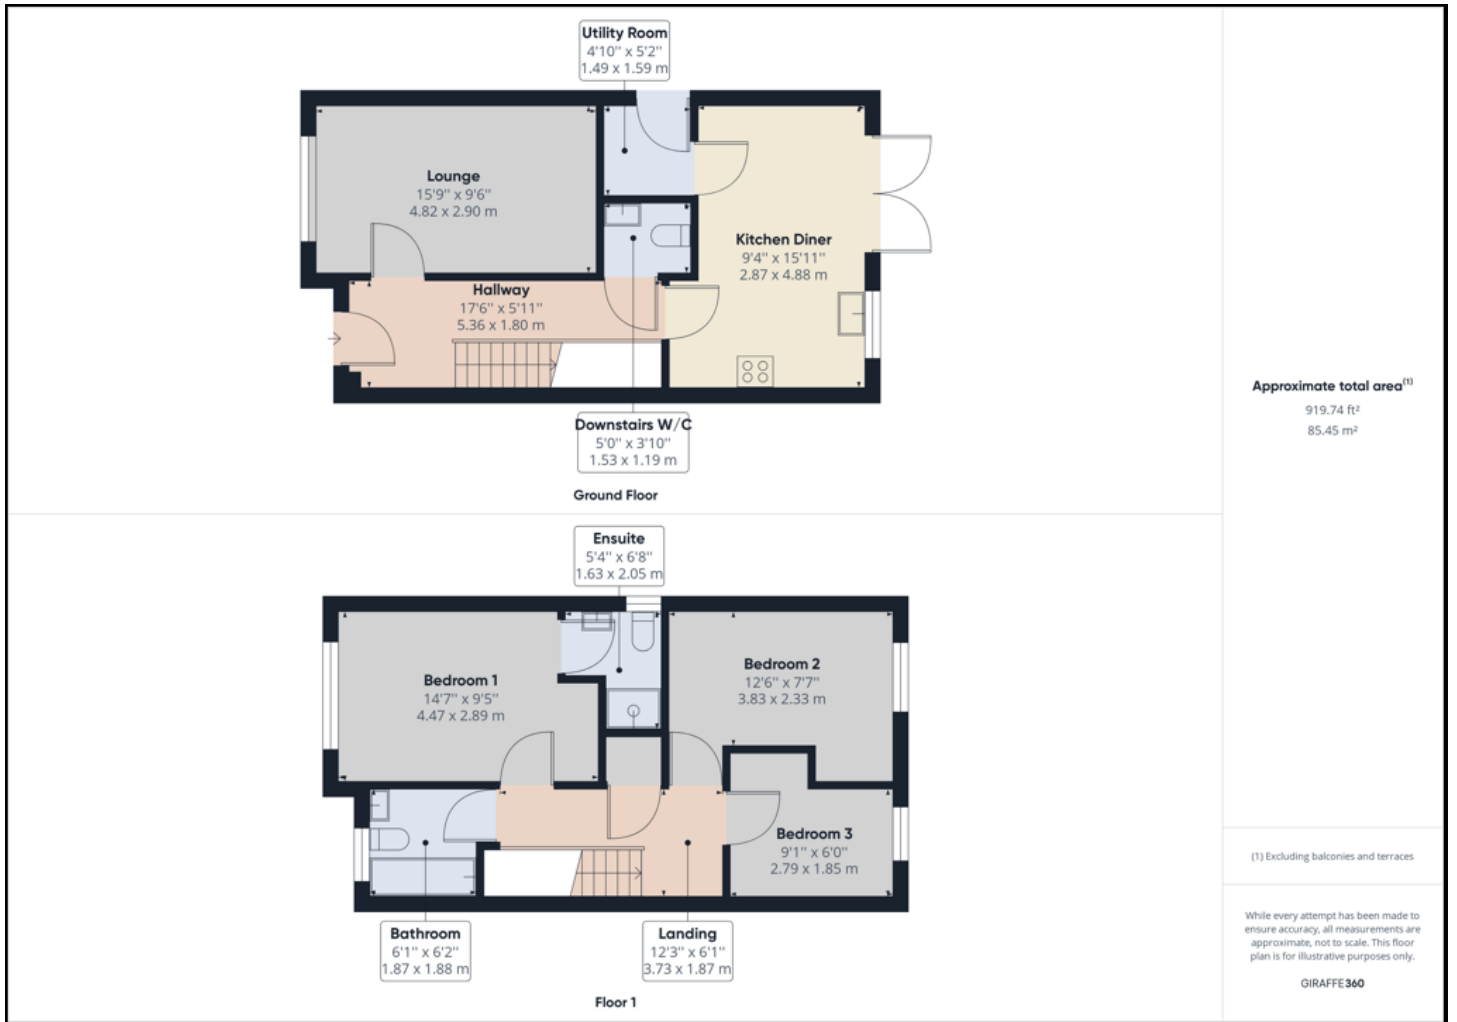 Utility Room
4'10'' x 5'2''
1.49 x 1.59 m
Lounge
15'9'' x 9'6''
4.82 x 2.90 m
Kitchen Diner
9'4'' x 15'11''
2.87 x 4.88 m
Hallway
17'6'' x 5'11''
5.36 x 1.80 m
Downstairs W/C
5'0'' x 3'10''
1.53 x 1.19 m
Ground Floor
Ensuite
5'4'' x 6'8''
1.63 x 2.05 m
Bedroom 1
14'7'' x 9'5''
4.47 x 2.89 m
Bedroom 2
12'6'' x 7'7''
3.83 x 2.33 m
Bedroom 3
9'1'' x 6'0''
2.79 x 1.85 m
Bathroom
6'1'' x 6'2''
1.87 x 1.88 m
Landing
12'3'' x 6'1''
3.73 x 1.87 m
Floor 1
Approximate total area(1)
919.74 ft²
85.45 m²
(1) Excluding balconies and terraces
While every attempt has been made to
ensure accuracy, all measurements are
approximate, not to scale. This floor
plan is for illustrative purposes only.
GIRAFFE360